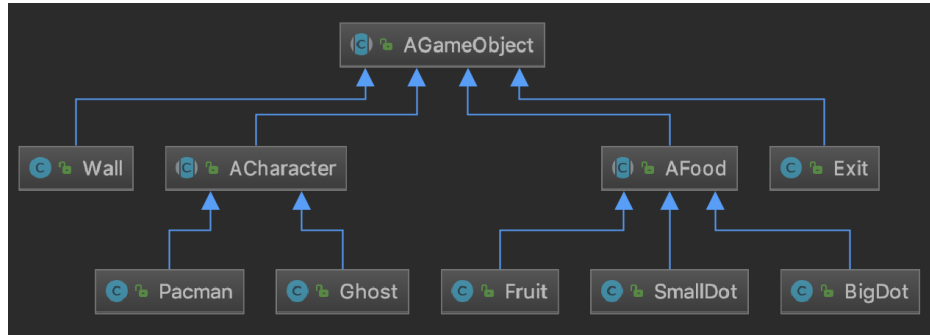 AGameObject
Wall
ACharacter
AFood
Exit
Pacman
Ghost
Fruit
SmallDot
BigDot